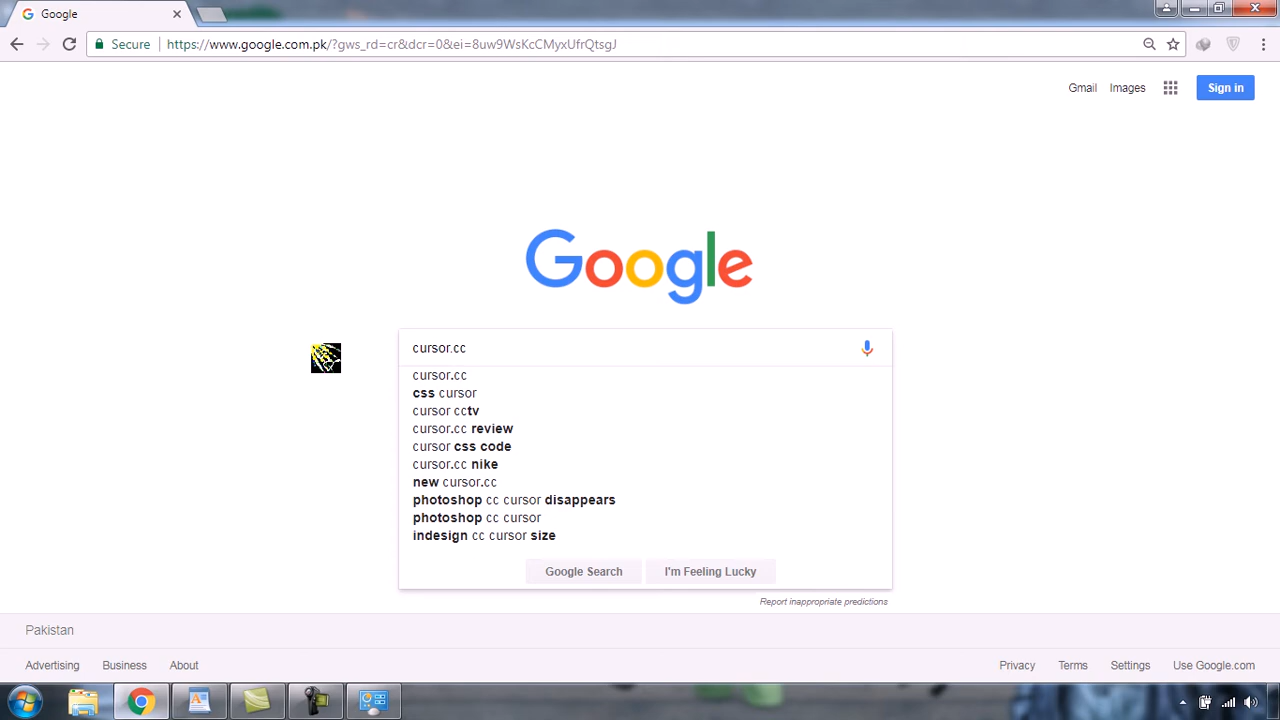 Google
Secure https://www.google.com.pk/?gws_rd=cr&dcr=0&ei=8uw9WsKcCMyxUfrQtsgJ
Gmail Images Sign in
Google
cursor.cc
cursor.cc
css cursor
cursor cctv
cursor.cc review
cursor css code
cursor.cc nike
new cursor.cc
photoshop cc cursor disappears
photoshop cc cursor
indesign cc cursor size
Google Search I'm Feeling Lucky
Report inappropriate predictions
Pakistan
Advertising Business About Privacy Terms Settings Use Google.com